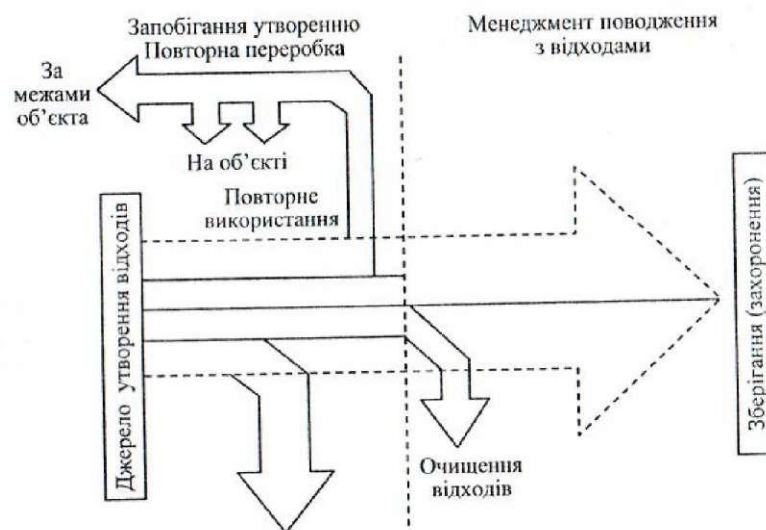 Запобігання утворенню
Повторна переробка
Менеджмент поводження
з відходами
За
межами
об’єкта
На об’єкті
Повторне
використання
Джерело утворення відходів
Зберігання (захоронення)
Очищення
відходів